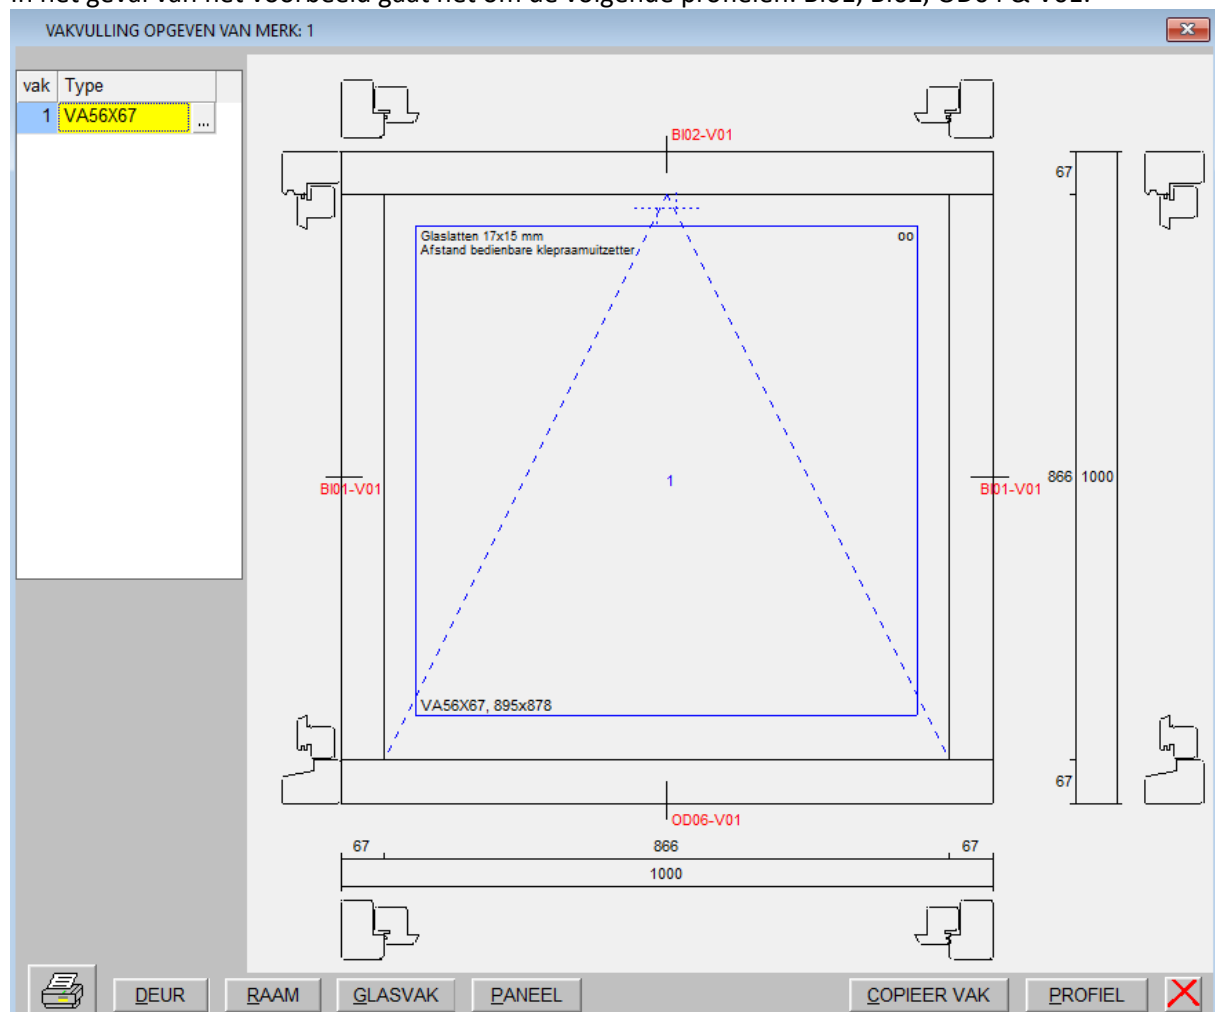 VAKVULLING OPGEVEN VAN MERK: 1
vak Type
1 VA56X67 ...
BI02-V01
67
Glaslatten 17x15 mm
oo
Afstand bedienbare klepraamuitzetter
1
BI01-V01
BI01-V01
866 1000
VA56X67, 895x878
67
OD06-V01
67 866 67
1000
DEUR RAAM GLASVAK PANEEL COPIEER VAK PROFIEL